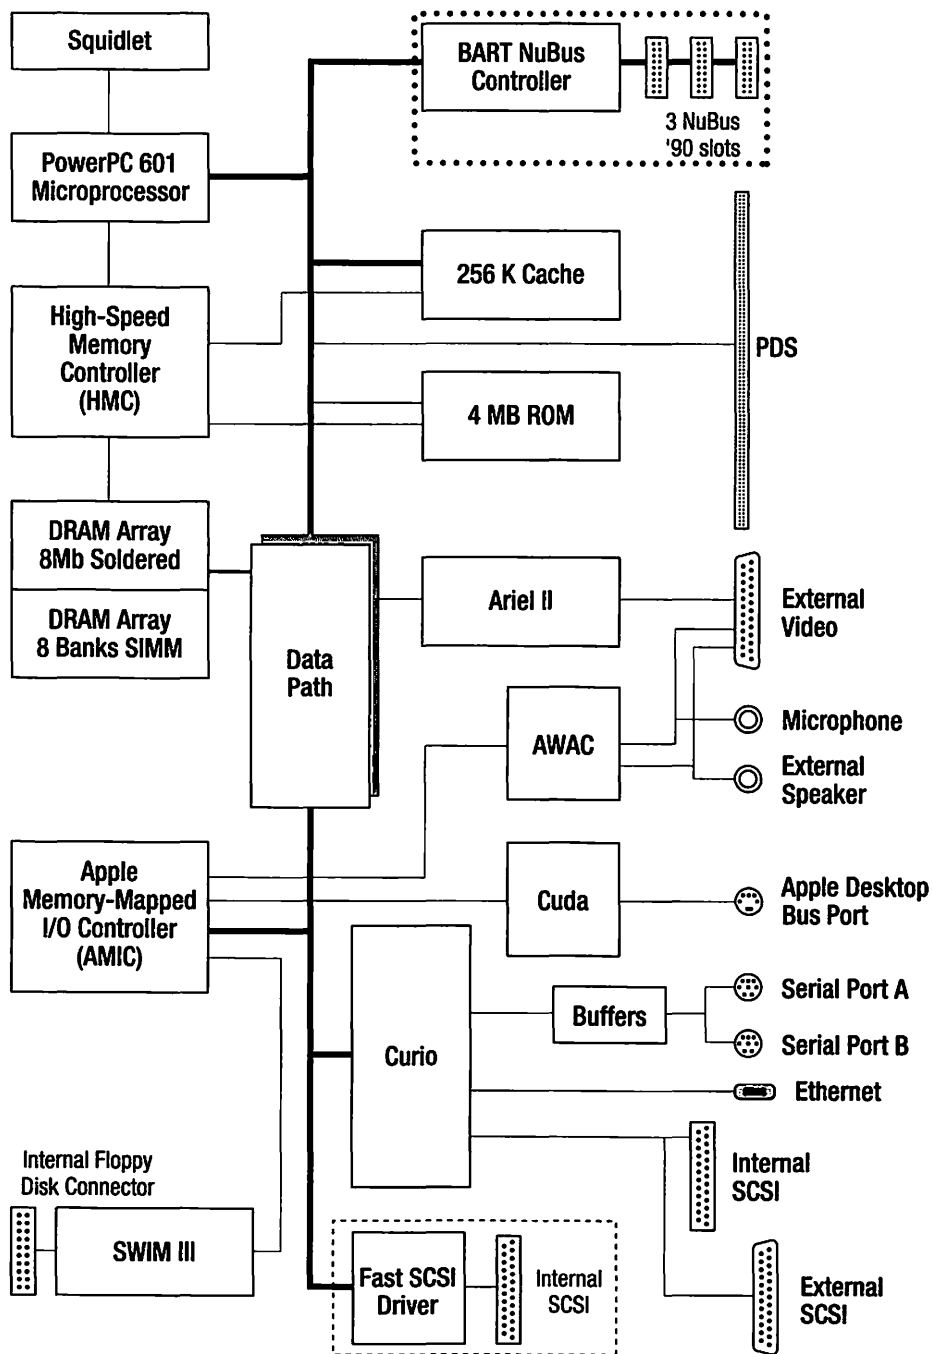 Squidlet
BART NuBus
Controller
3 NuBus
'90 slots
PowerPC 601
Microprocessor
256 K Cache
High-Speed
Memory
Controller
(HMC)
PDS
4 MB ROM
DRAM Array
8Mb Soldered
DRAM Array
8 Banks SIMM
Data
Path
Ariel II
External
Video
AWAC
Microphone
External
Speaker
Apple
Memory-Mapped
I/O Controller
(AMIC)
Cuda
Apple Desktop
Bus Port
Curio
Buffers
Serial Port A
Serial Port B
Ethernet
Internal
SCSI
Internal Floppy
Disk Connector
SWIM III
Fast SCSI
Driver
Internal
SCSI
External
SCSI